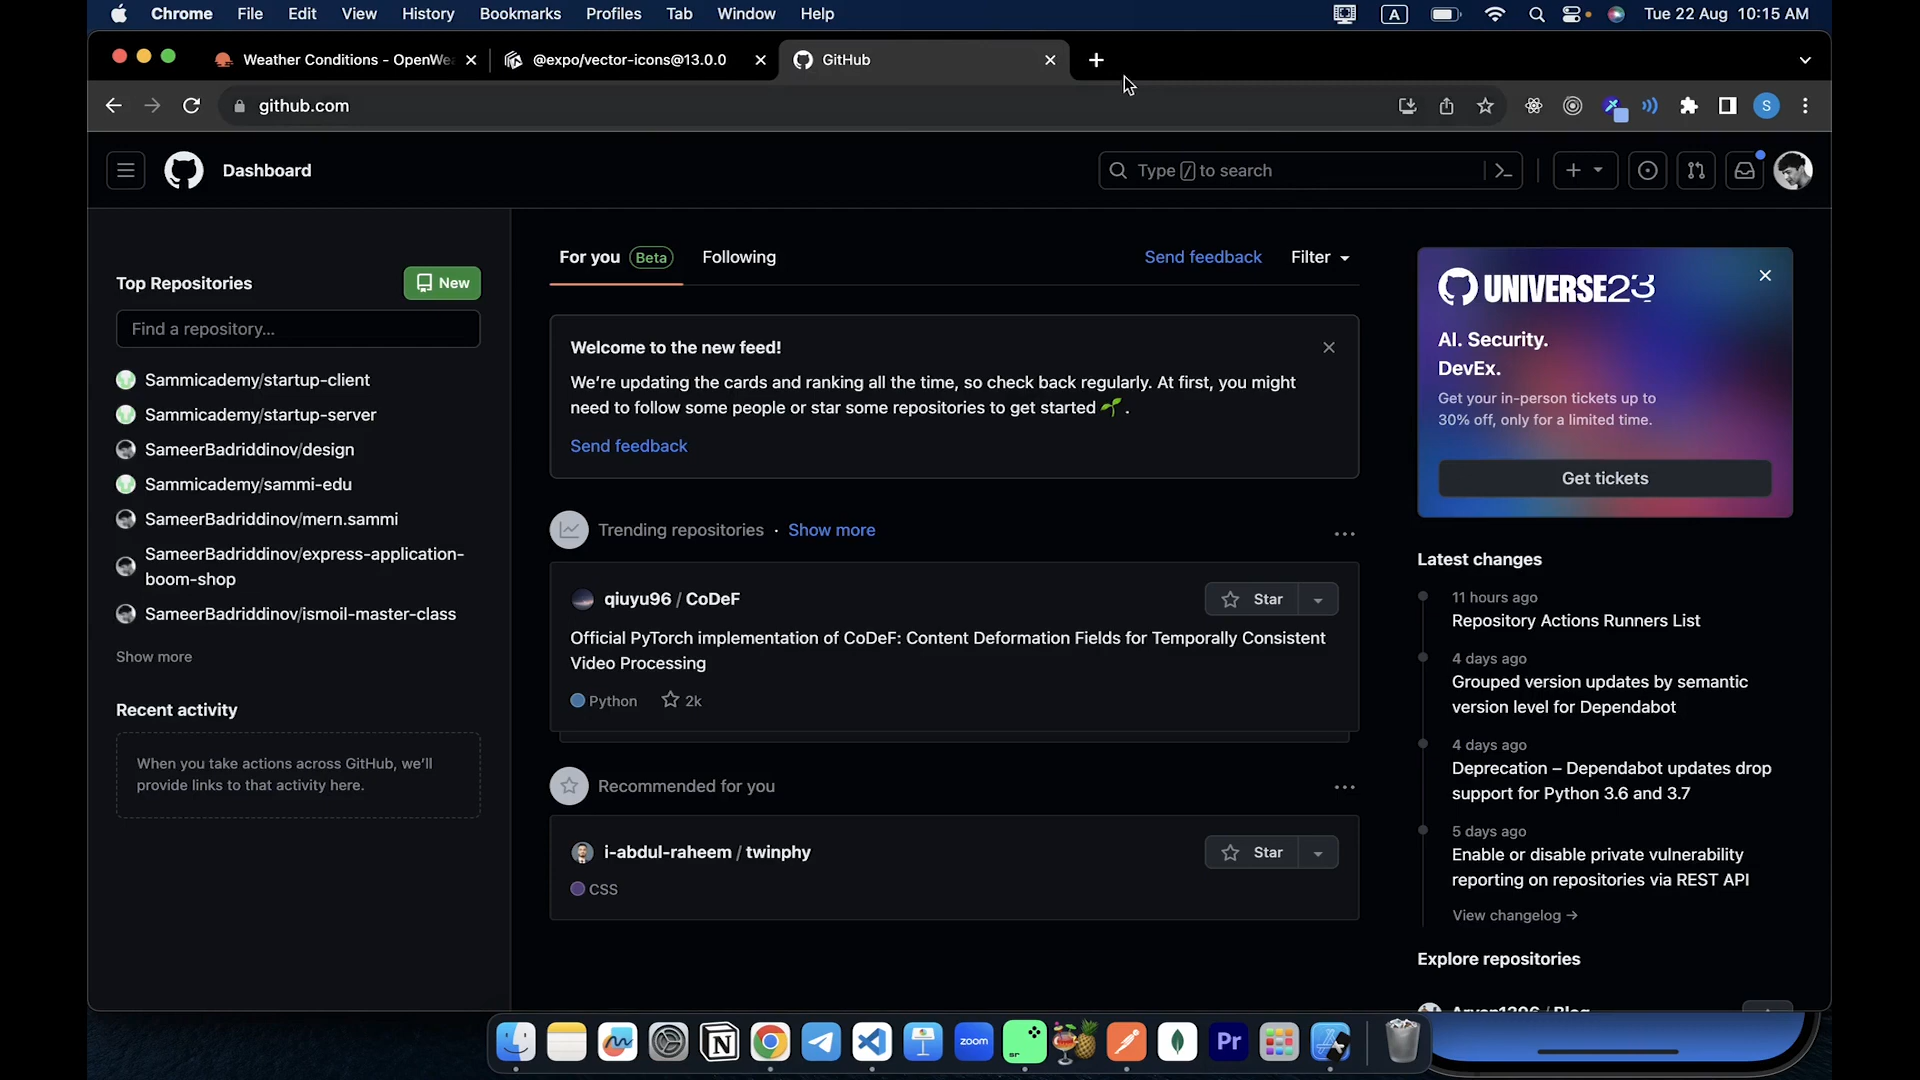 Chrome File Edit View History Bookmarks Profiles Tab Window Help
A
Tue 22 Aug 10:15 AM
Weather Conditions - OpenWe
@expo/vector-icons@13.0.0
GitHub
github.com
S
Dashboard
Type / to search
Top Repositories
New
Find a repository...
Sammicademy/startup-client
Sammicademy/startup-server
SameerBadriddinov/design
Sammicademy/sammi-edu
SameerBadriddinov/mern.sammi
SameerBadriddinov/express-application-
boom-shop
SameerBadriddinov/ismoil-master-class
Show more
Recent activity
When you take actions across GitHub, we'll
provide links to that activity here.
For you Beta Following
Send feedback Filter
Welcome to the new feed!
We're updating the cards and ranking all the time, so check back regularly. At first, you might
need to follow some people or star some repositories to get started 🌱 .
Send feedback
Trending repositories · Show more
qiuyu96 / CoDeF
Star
Official PyTorch implementation of CoDeF: Content Deformation Fields for Temporally Consistent
Video Processing
Python 2k
Recommended for you
i-abdul-raheem / twinphy
Star
CSS
UNIVERSE23
AI. Security.
DevEx.
Get your in-person tickets up to
30% off, only for a limited time.
Get tickets
Latest changes
11 hours ago
Repository Actions Runners List
4 days ago
Grouped version updates by semantic
version level for Dependabot
4 days ago
Deprecation – Dependabot updates drop
support for Python 3.6 and 3.7
5 days ago
Enable or disable private vulnerability
reporting on repositories via REST API
View changelog →
Explore repositories
zoom
sr
Pr